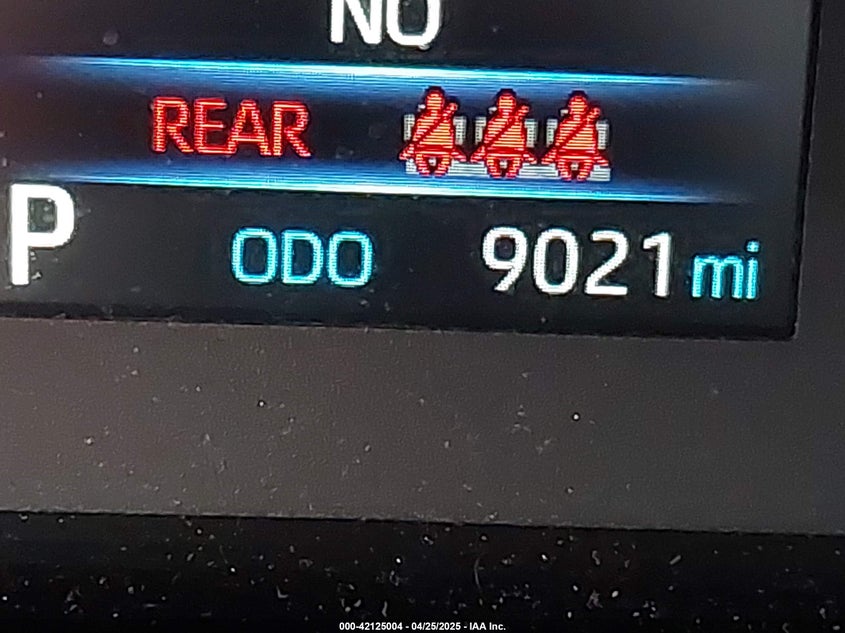 NO
REAR
P ODO 9021 mi
000-42125004 - 04/25/2025 - IAA Inc.